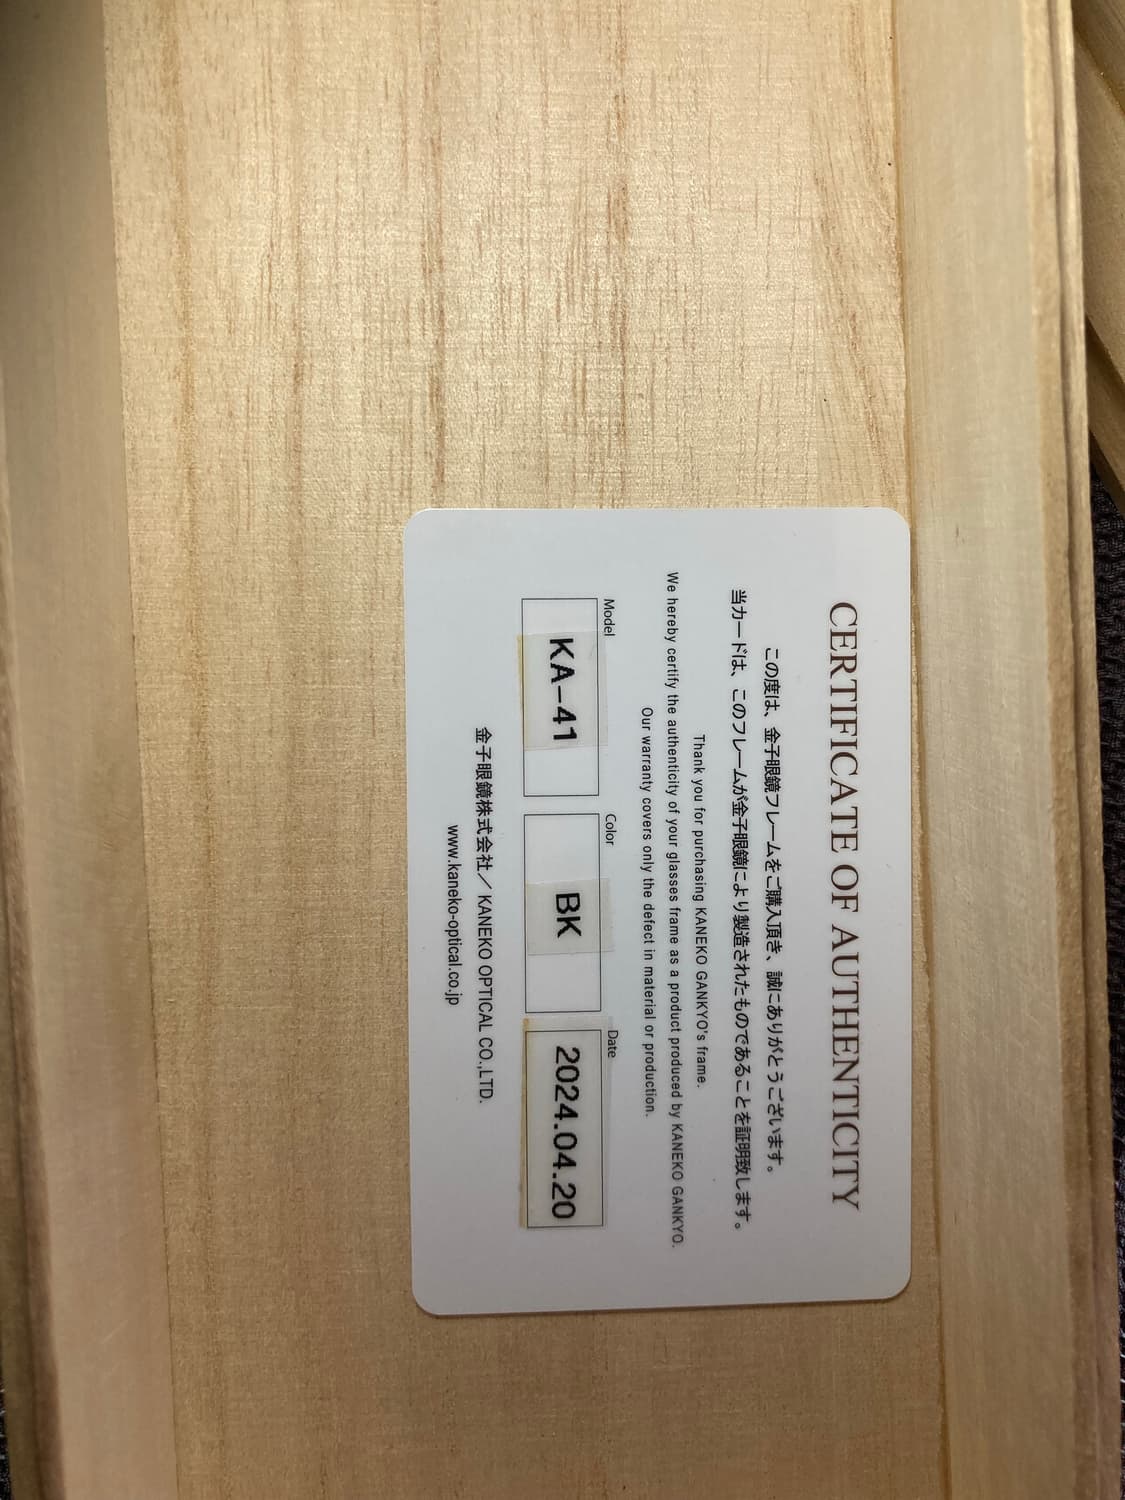 CERTIFICATE OF AUTHENTICITY
この度は、金子眼鏡フレームをご購入頂き、誠にありがとうございます。
当カードは、このフレームが金子眼鏡により製造されたものであることを証明致します。
Thank you for purchasing KANEKO GANKYO's frame.
We hereby certify the authenticity of your glasses frame as a product produced by KANEKO GANKYO.
Our warranty covers only the defect in material or production.
Model Color Date
KA-41 BK 2024.04.20
金子眼鏡株式会社／KANEKO OPTICAL CO.,LTD.
www.kaneko-optical.co.jp